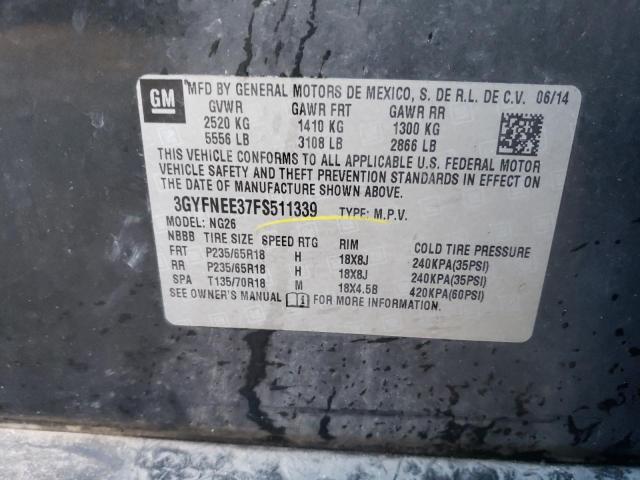 GM
MFD BY GENERAL MOTORS DE MEXICO, S. DE R.L. DE C.V. 06/14
GVWR GAWR FRT GAWR RR
2520 KG 1410 KG 1300 KG
5556 LB 3108 LB 2866 LB
THIS VEHICLE CONFORMS TO ALL APPLICABLE U.S. FEDERAL MOTOR
VEHICLE SAFETY AND THEFT PREVENTION STANDARDS IN EFFECT ON
THE DATE OF MANUFACTURE SHOWN ABOVE.
3GYFNEE37FS511339 TYPE: M.P.V.
MODEL: NG26
NBBB TIRE SIZE SPEED RTG RIM COLD TIRE PRESSURE
FRT P235/65R18 H 18X8J 240KPA(35PSI)
RR P235/65R18 H 18X8J 240KPA(35PSI)
SPA T135/70R18 M 18X4.5B 420KPA(60PSI)
SEE OWNER'S MANUAL FOR MORE INFORMATION